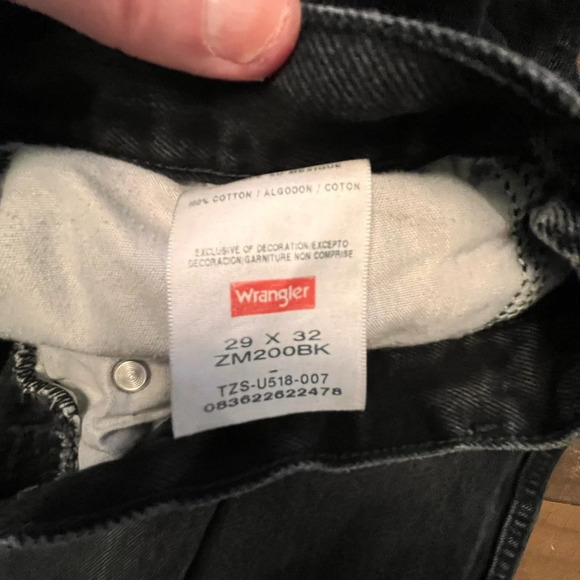 MEXIQUE
100% COTTON / ALGODON / COTON
EXCLUSIVE OF DECORATION/EXCEPTO
DECORACION/GARNITURE NON COMPRISE
Wrangler
29 X 32
ZM200BK
-
TZS-U518-007
083622622478